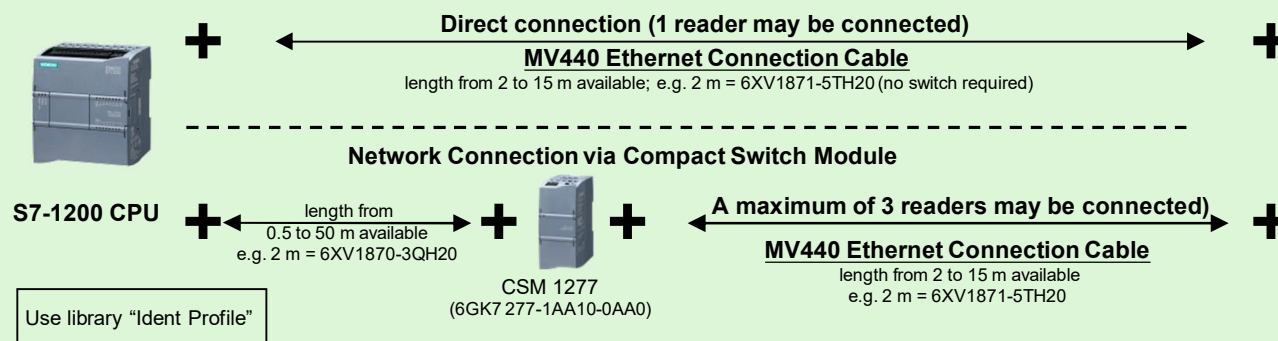 Direct connection (1 reader may be connected)
MV440 Ethernet Connection Cable
length from 2 to 15 m available; e.g. 2 m = 6XV1871-5TH20 (no switch required)
Network Connection via Compact Switch Module
S7-1200 CPU
length from
0.5 to 50 m available
e.g. 2 m = 6XV1870-3QH20
CSM 1277
(6GK7 277-1AA10-0AA0)
A maximum of 3 readers may be connected)
MV440 Ethernet Connection Cable
length from 2 to 15 m available
e.g. 2 m = 6XV1871-5TH20
Use library “Ident Profile”